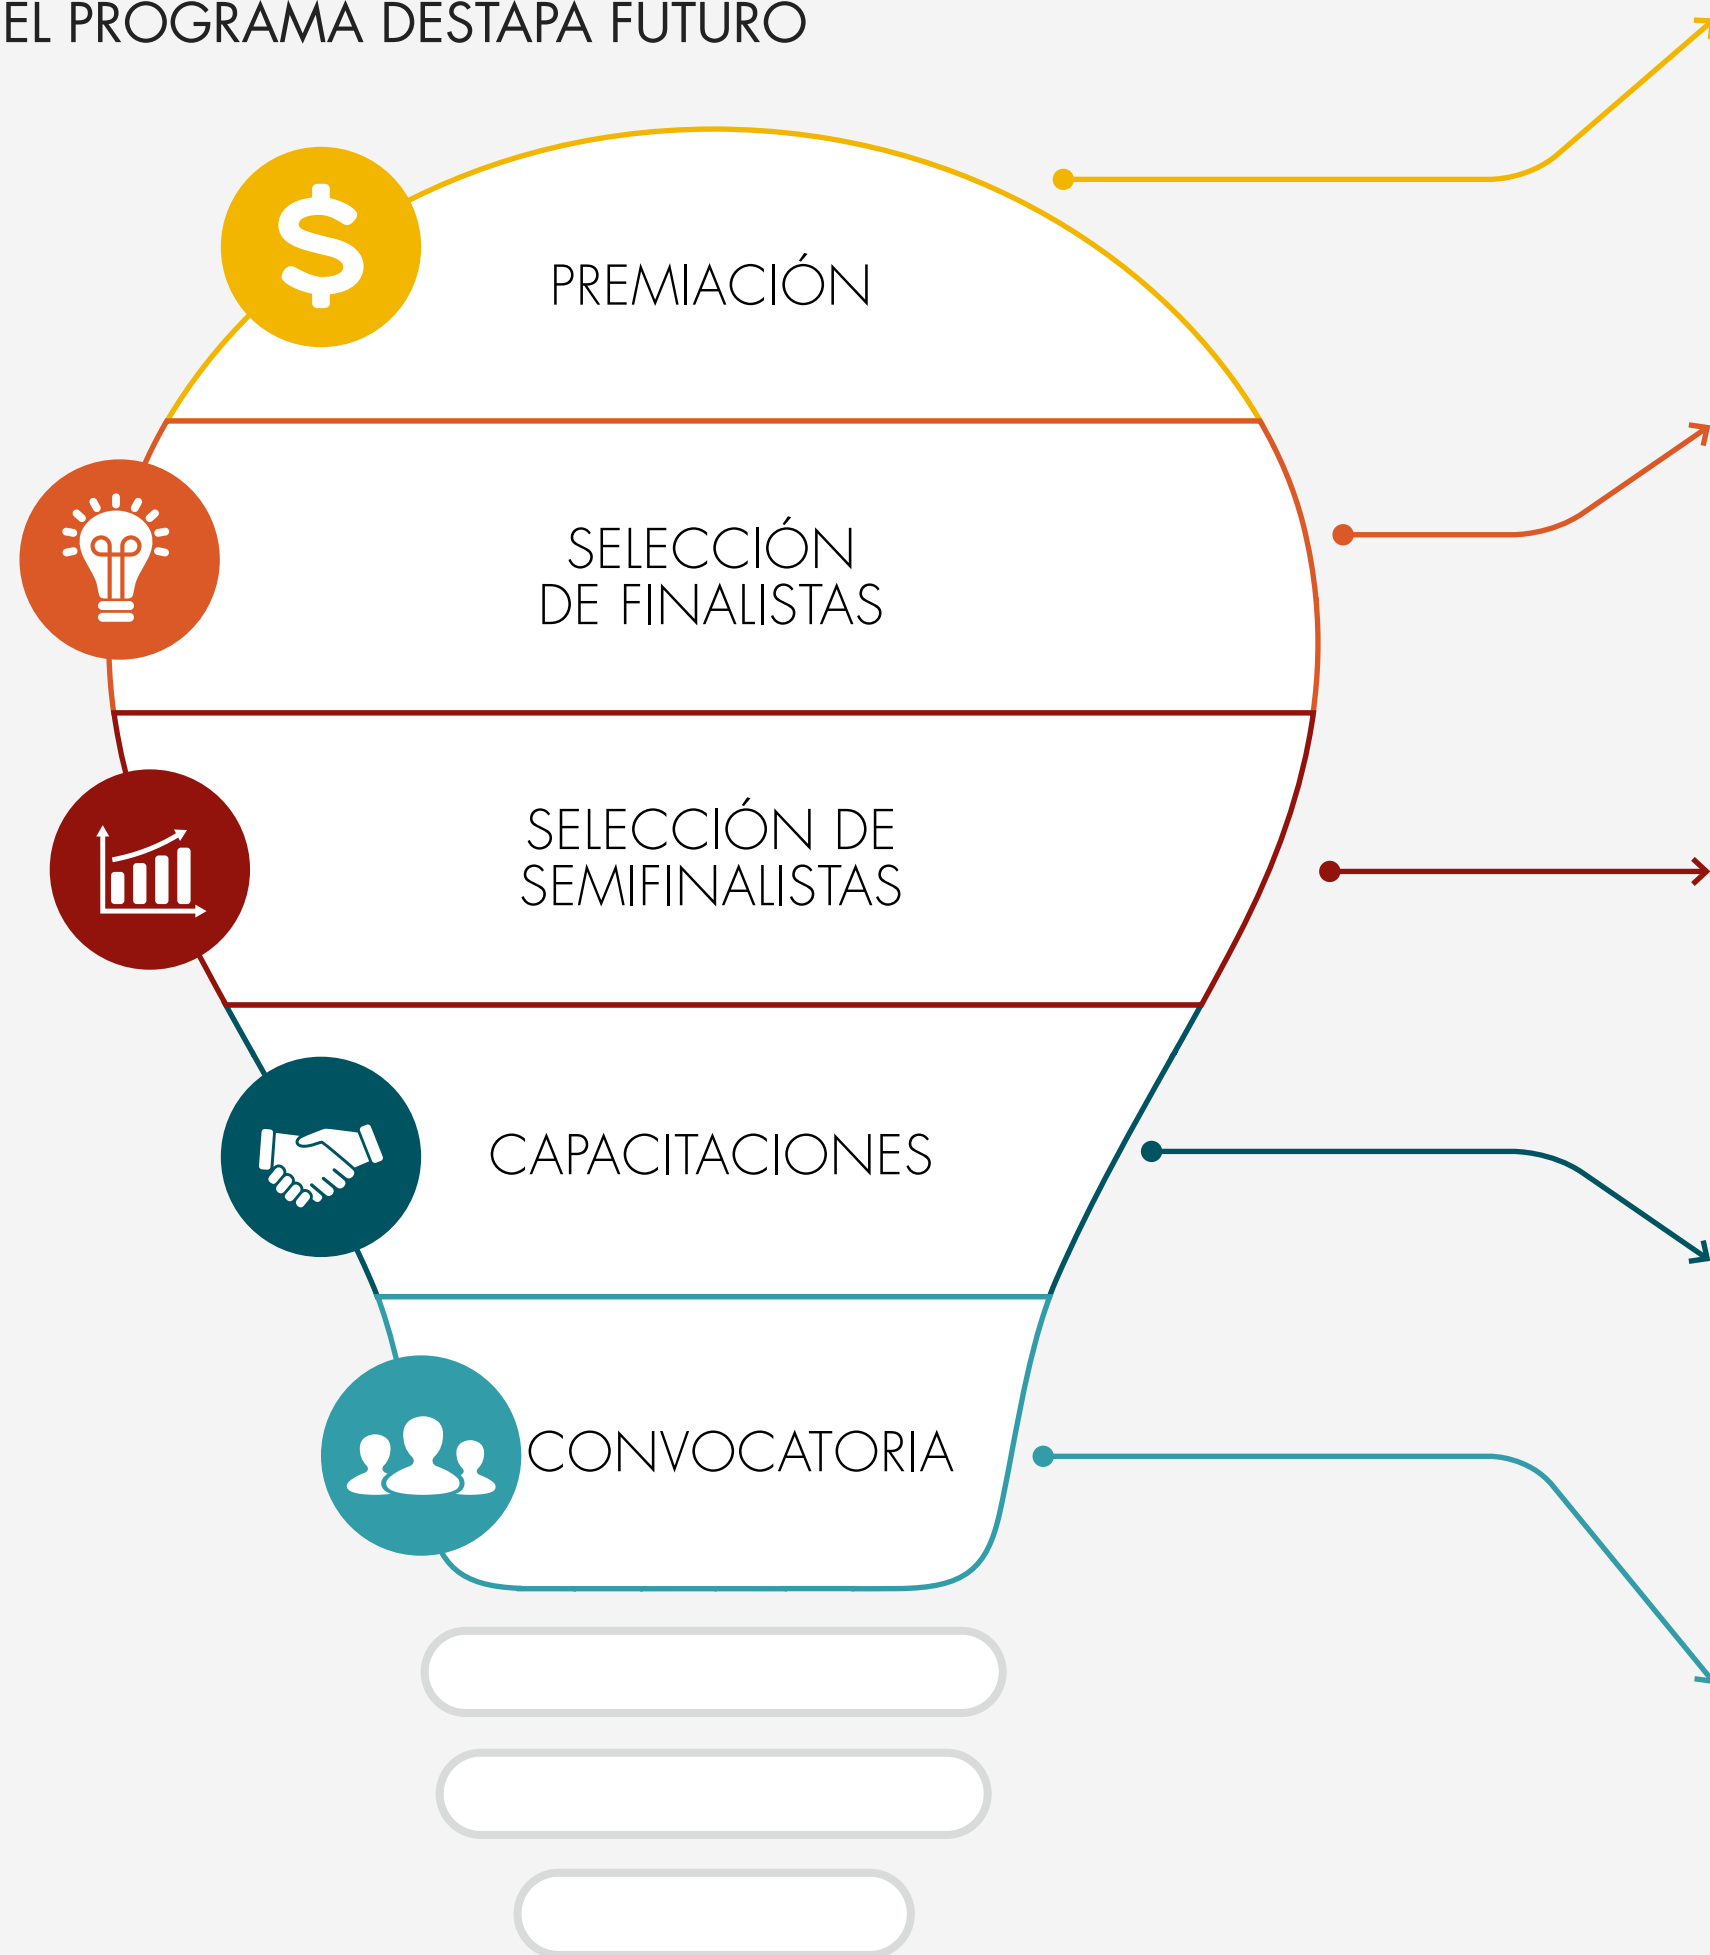 EL PROGRAMA DESTAPA FUTURO
PREMIACIÓN
SELECCIÓN
DE FINALISTAS
SELECCIÓN DE
SEMIFINALISTAS
CAPACITACIONES
CONVOCATORIA